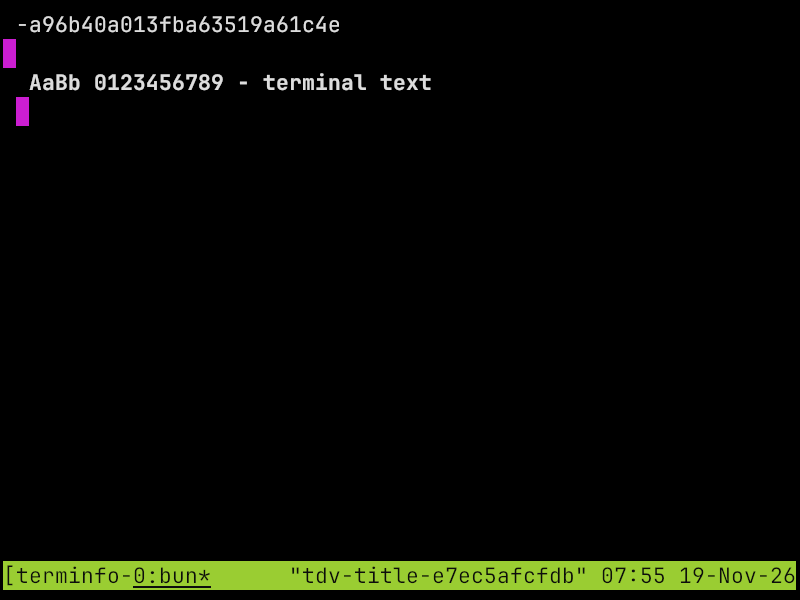 -a96b40a013fba63519a61c4e
AaBb 0123456789 - terminal text
[terminfo-0:bun* "tdv-title-e7ec5afcfdb" 07:55 19-Nov-26